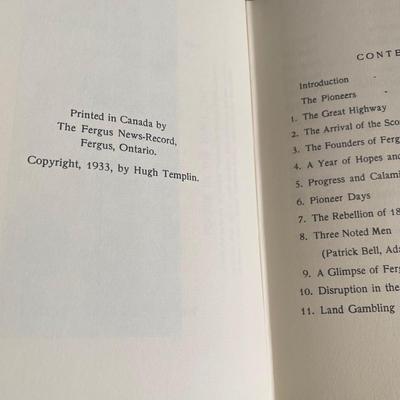 Printed in Canada by
The Fergus News-Record,
Fergus, Ontario.
Copyright, 1933, by Hugh Templin.
CONTE
Introduction -
The Pioneers -
1. The Great Highway
2. The Arrival of the Sco
3. The Founders of Ferg
4. A Year of Hopes and
5. Progress and Calami
6. Pioneer Days
7. The Rebellion of 18
8. Three Noted Men
(Patrick Bell, Ada
9. A Glimpse of Fer
10. Disruption in the
11. Land Gambling